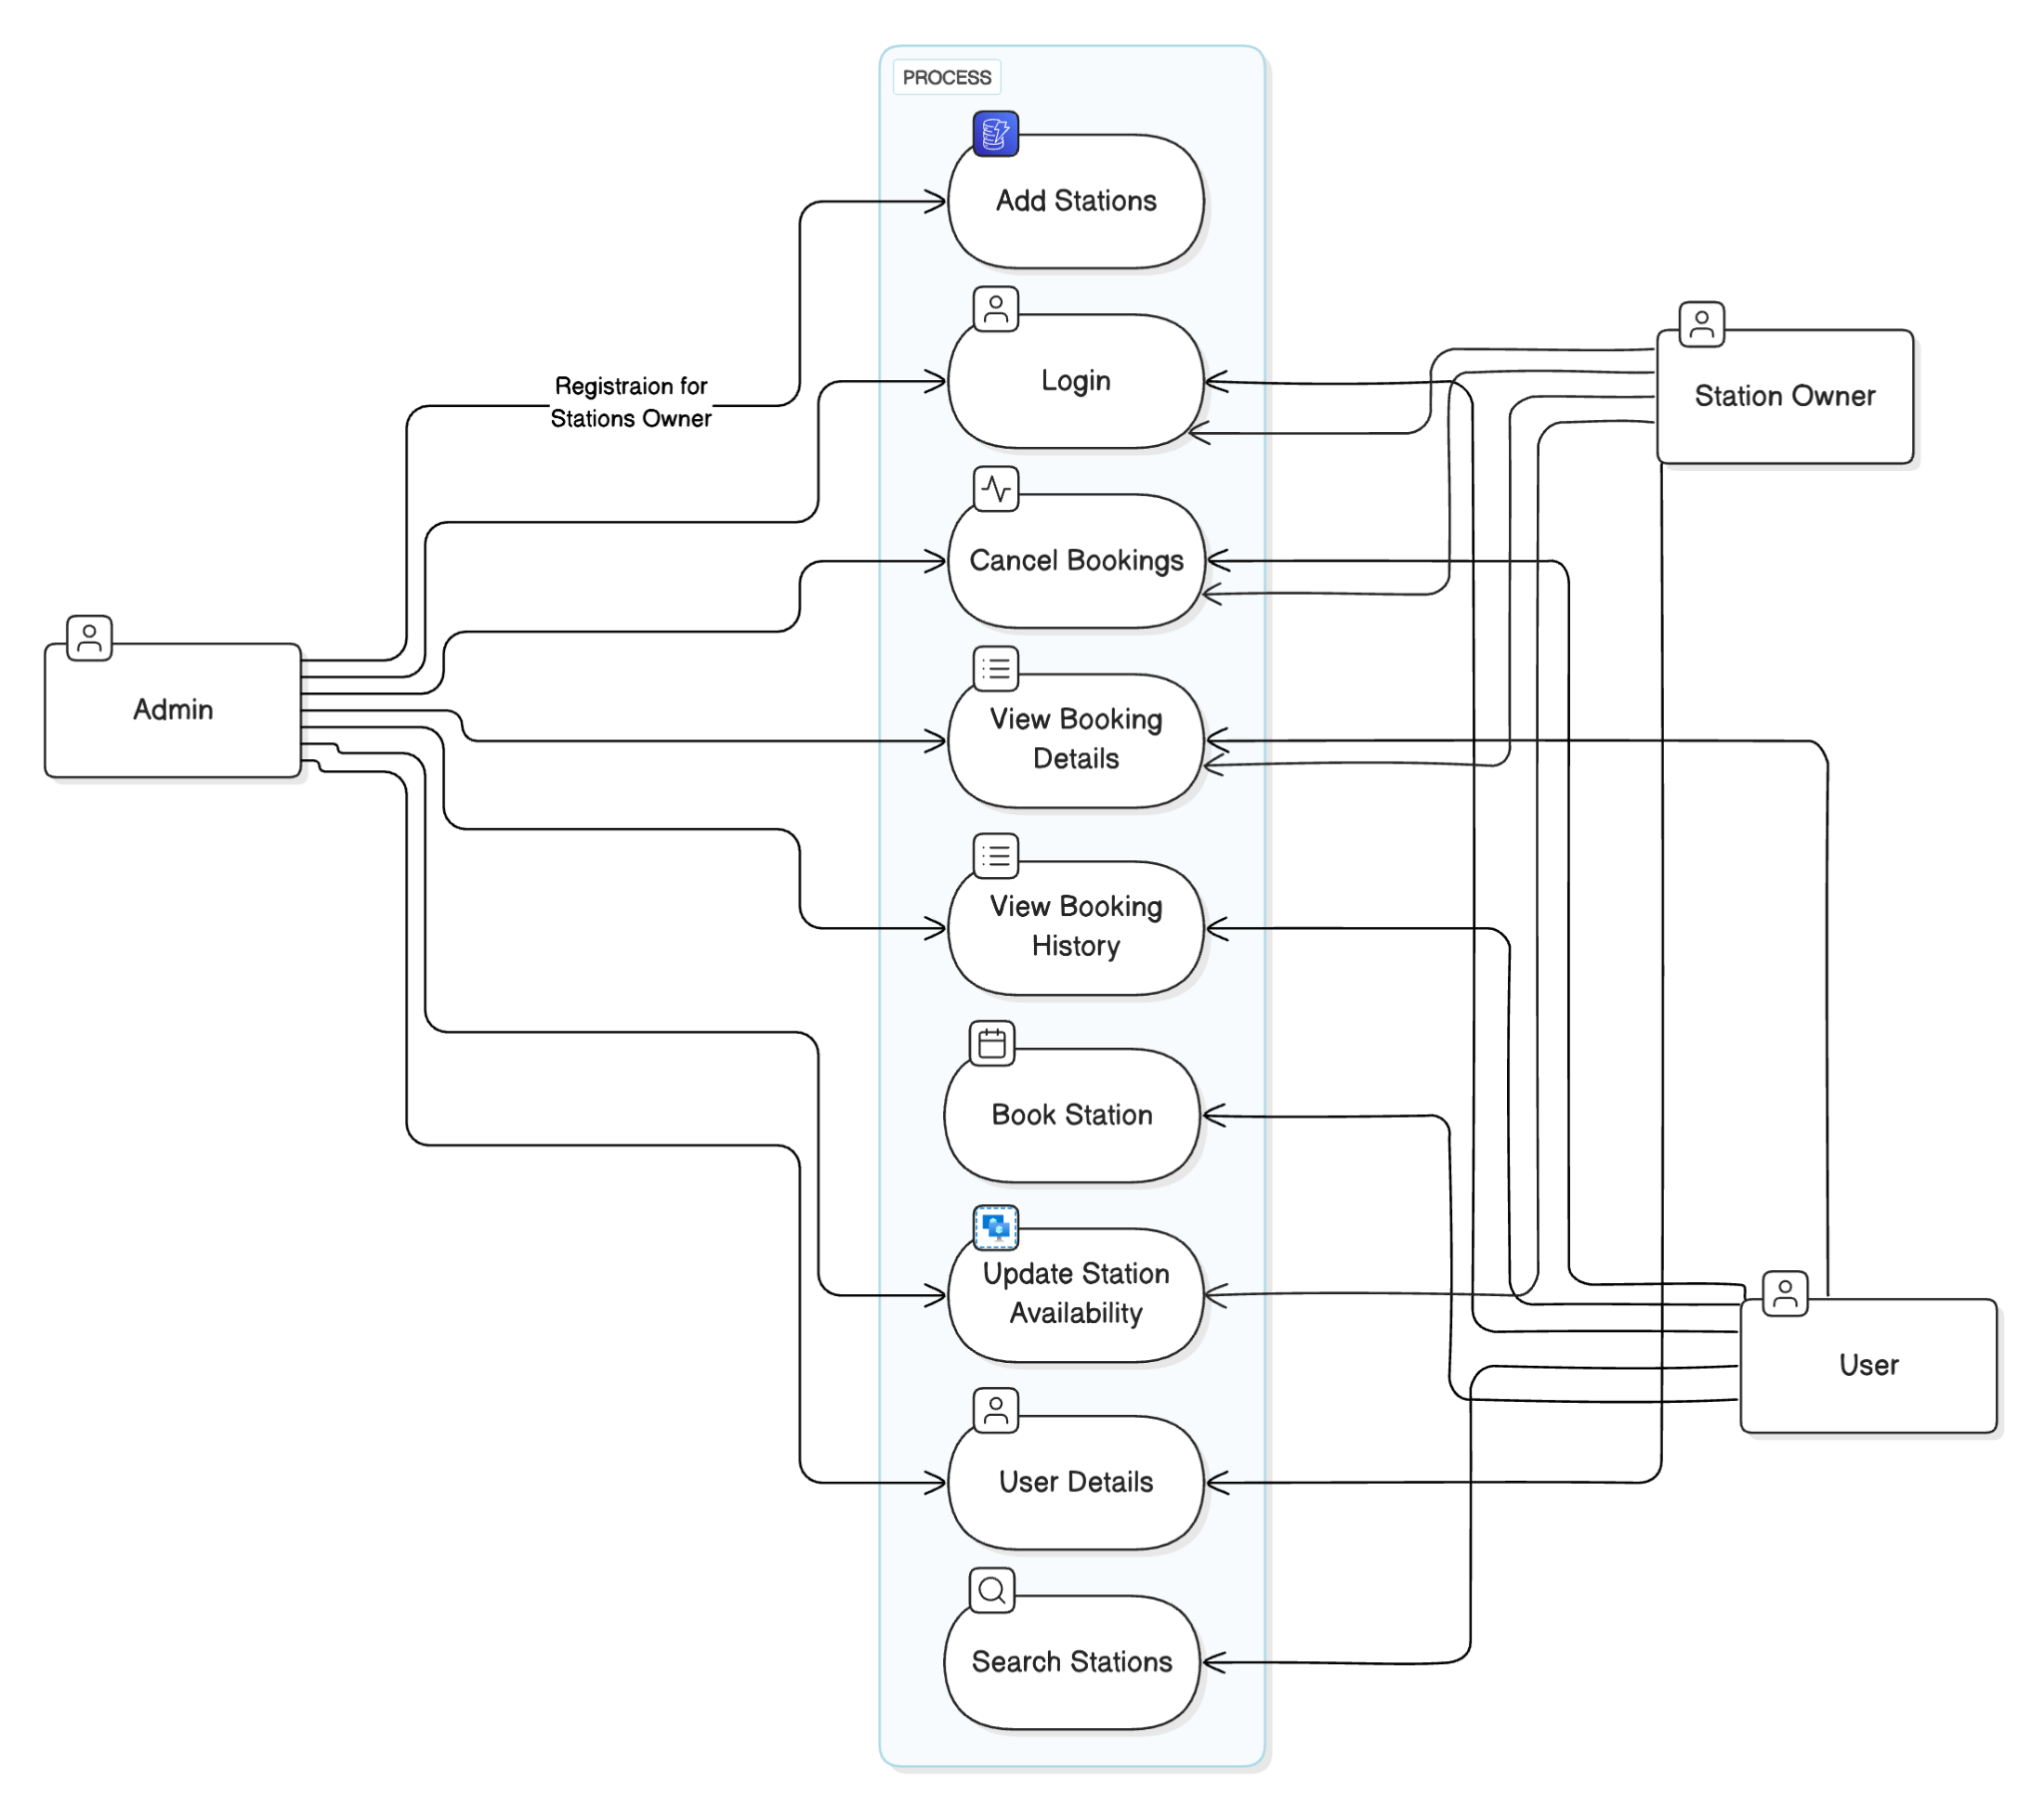 PROCESS
Add Stations
Registraion for
Stations Owner
Login
Station Owner
Cancel Bookings
Admin
View Booking
Details
View Booking
History
Book Station
Update Station
Availability
User
User Details
Search Stations